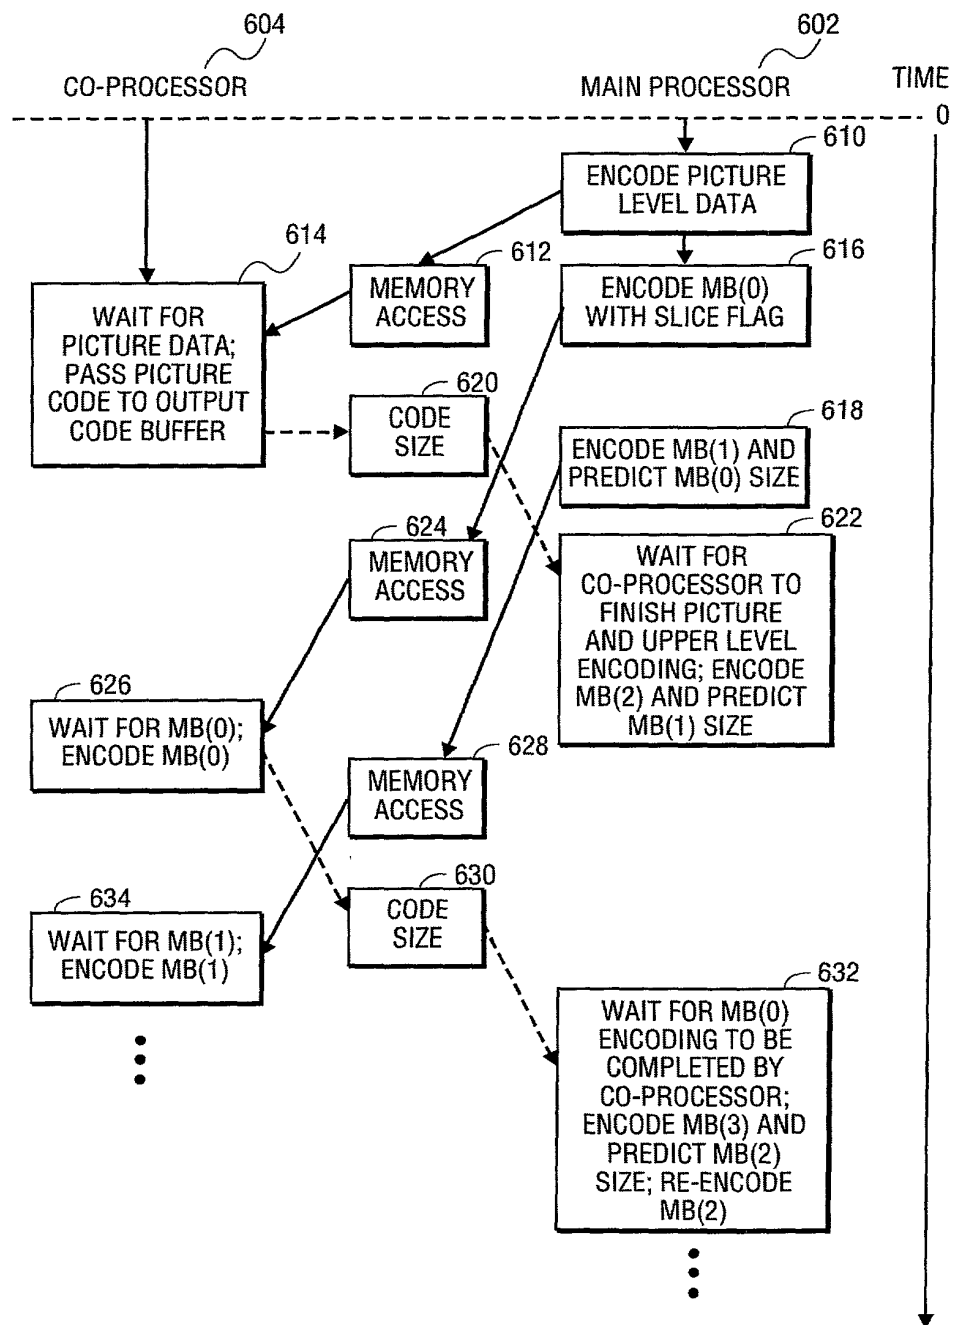 604
602
CO-PROCESSOR
MAIN PROCESSOR
TIME
0
610
ENCODE PICTURE
LEVEL DATA
614
612
616
WAIT FOR
PICTURE DATA;
PASS PICTURE
CODE TO OUTPUT
CODE BUFFER
MEMORY
ACCESS
ENCODE MB(0)
WITH SLICE FLAG
620
CODE
SIZE
618
ENCODE MB(1) AND
PREDICT MB(0) SIZE
624
MEMORY
ACCESS
622
WAIT FOR
CO-PROCESSOR TO
FINISH PICTURE
AND UPPER LEVEL
ENCODING; ENCODE
MB(2) AND PREDICT
MB(1) SIZE
626
WAIT FOR MB(0);
ENCODE MB(0)
628
MEMORY
ACCESS
630
CODE
SIZE
634
WAIT FOR MB(1);
ENCODE MB(1)
632
WAIT FOR MB(0)
ENCODING TO BE
COMPLETED BY
CO-PROCESSOR;
ENCODE MB(3) AND
PREDICT MB(2)
SIZE; RE-ENCODE
MB(2)